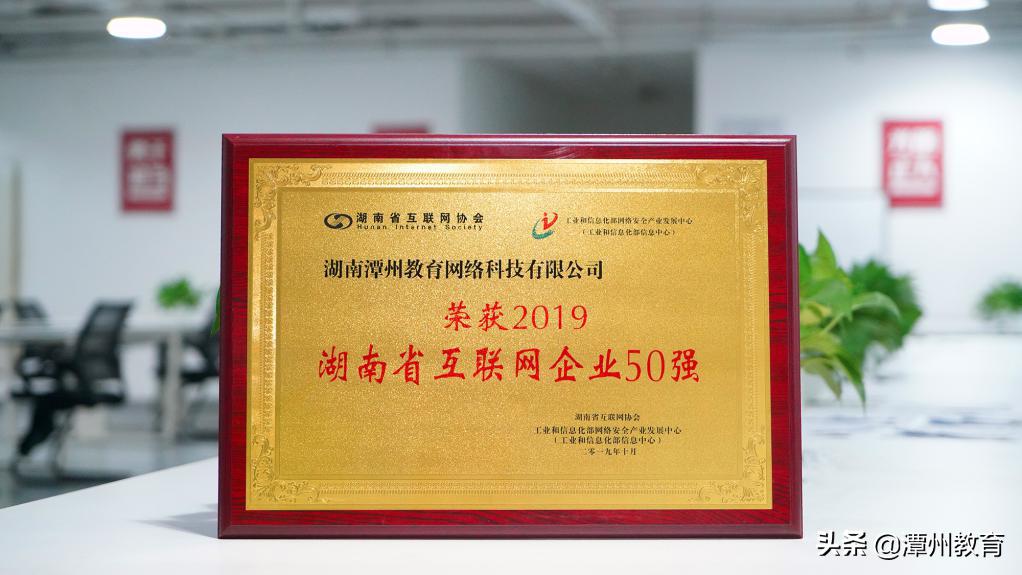 湖南省互联网协会
Hunan Internet Society
工业和信息化部网络安全产业发展中心
（工业和信息化部信息中心）
湖南潭州教育网络科技有限公司
荣获2019
湖南省互联网企业50强
湖南省互联网协会
工业和信息化部网络安全产业发展中心
（工业和信息化部信息中心）
二零一九年十月
头条 @潭州教育